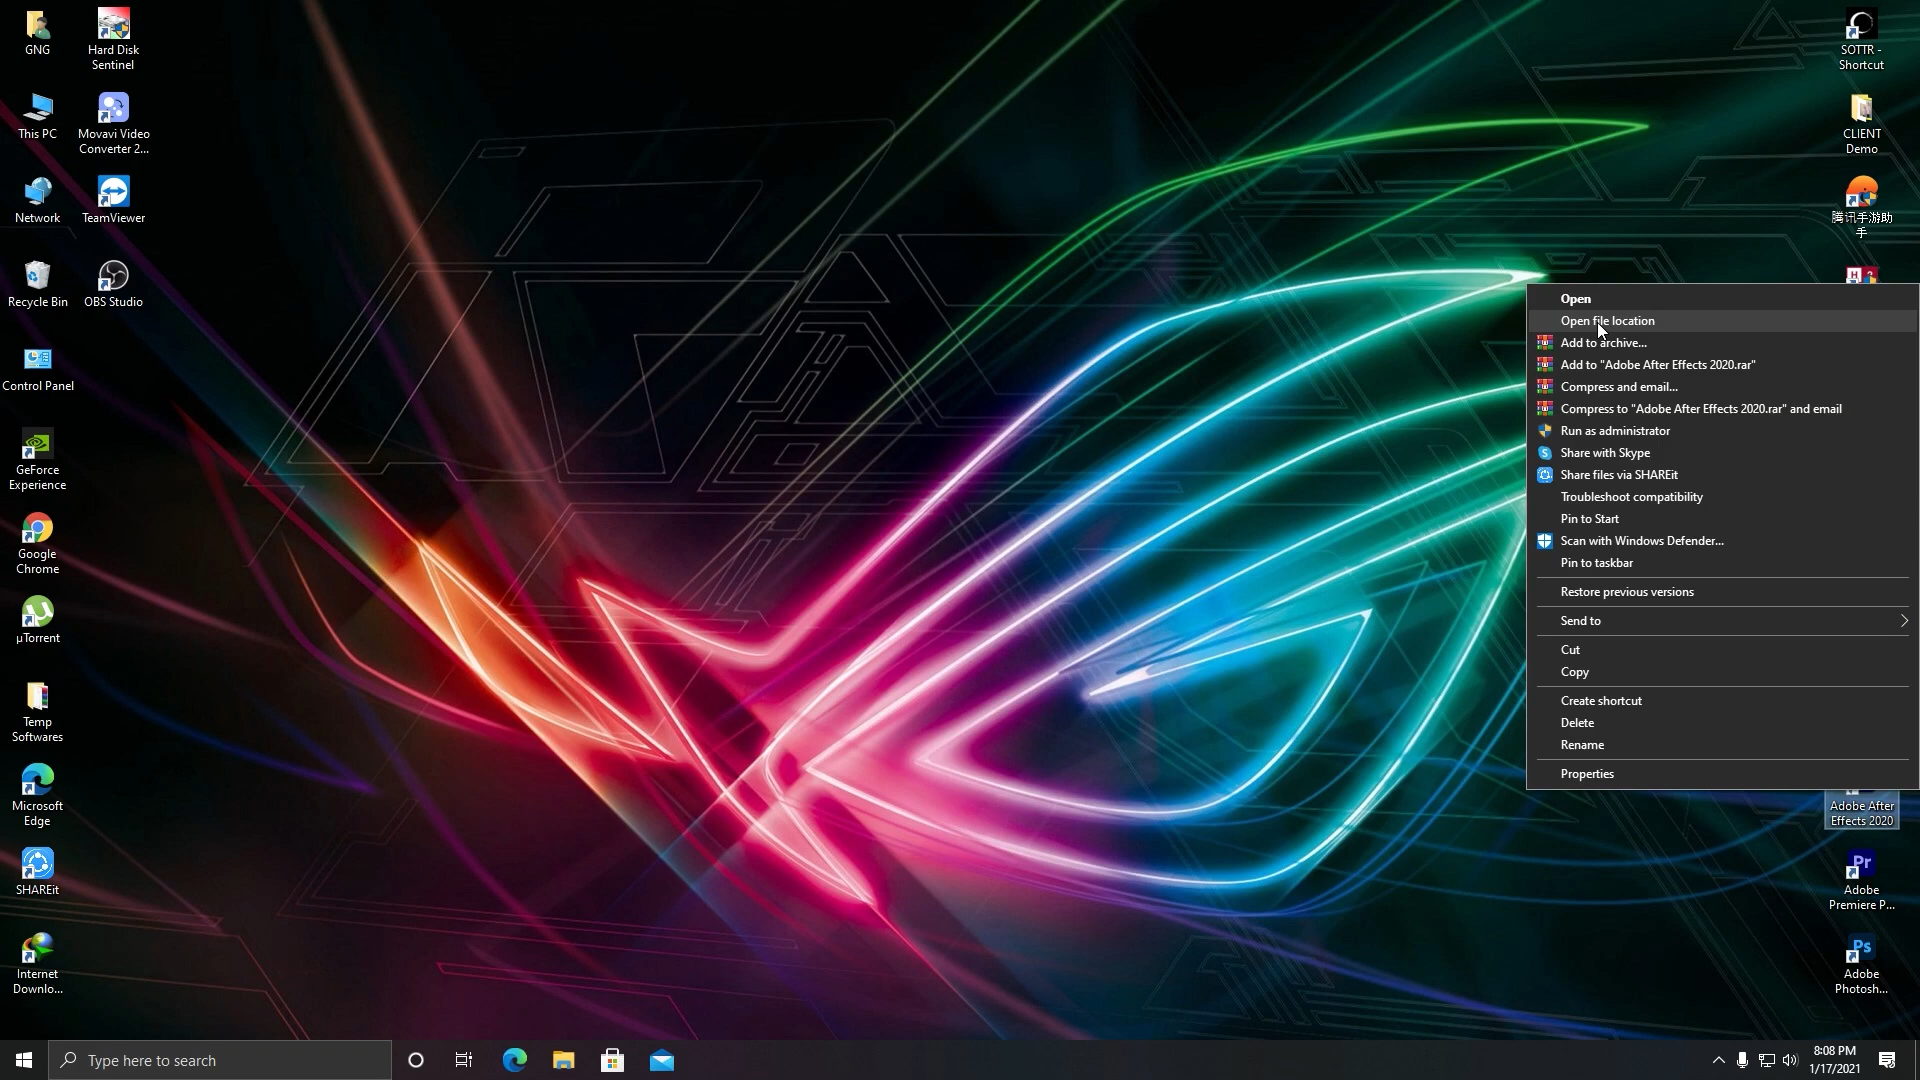 GNG
Hard Disk
Sentinel
This PC
Movavi Video
Converter 2...
Network
TeamViewer
Recycle Bin
OBS Studio
Control Panel
GeForce
Experience
Google
Chrome
µTorrent
Temp
Softwares
Microsoft
Edge
SHAREit
Internet
Downlo...
SOTTR -
Shortcut
CLIENT
Demo
腾讯手游助
手
Open
Open file location
Add to archive...
Add to "Adobe After Effects 2020.rar"
Compress and email...
Compress to "Adobe After Effects 2020.rar" and email
Run as administrator
Share with Skype
Share files via SHAREit
Troubleshoot compatibility
Pin to Start
Scan with Windows Defender...
Pin to taskbar
Restore previous versions
Send to
Cut
Copy
Create shortcut
Delete
Rename
Properties
Adobe After
Effects 2020
Pr
Adobe
Premiere P...
Ps
Adobe
Photosh...
Type here to search
8:08 PM
1/17/2021